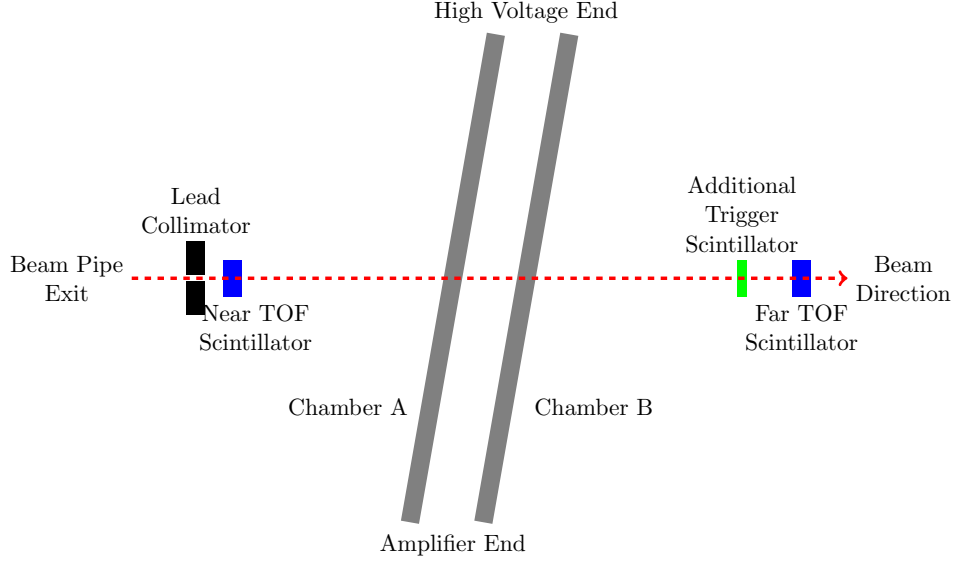 High Voltage End
Lead
Collimator
Additional
Trigger
Scintillator
Beam Pipe
Exit
Beam
Direction
Near TOF
Scintillator
Far TOF
Scintillator
Chamber A
Chamber B
Amplifier End